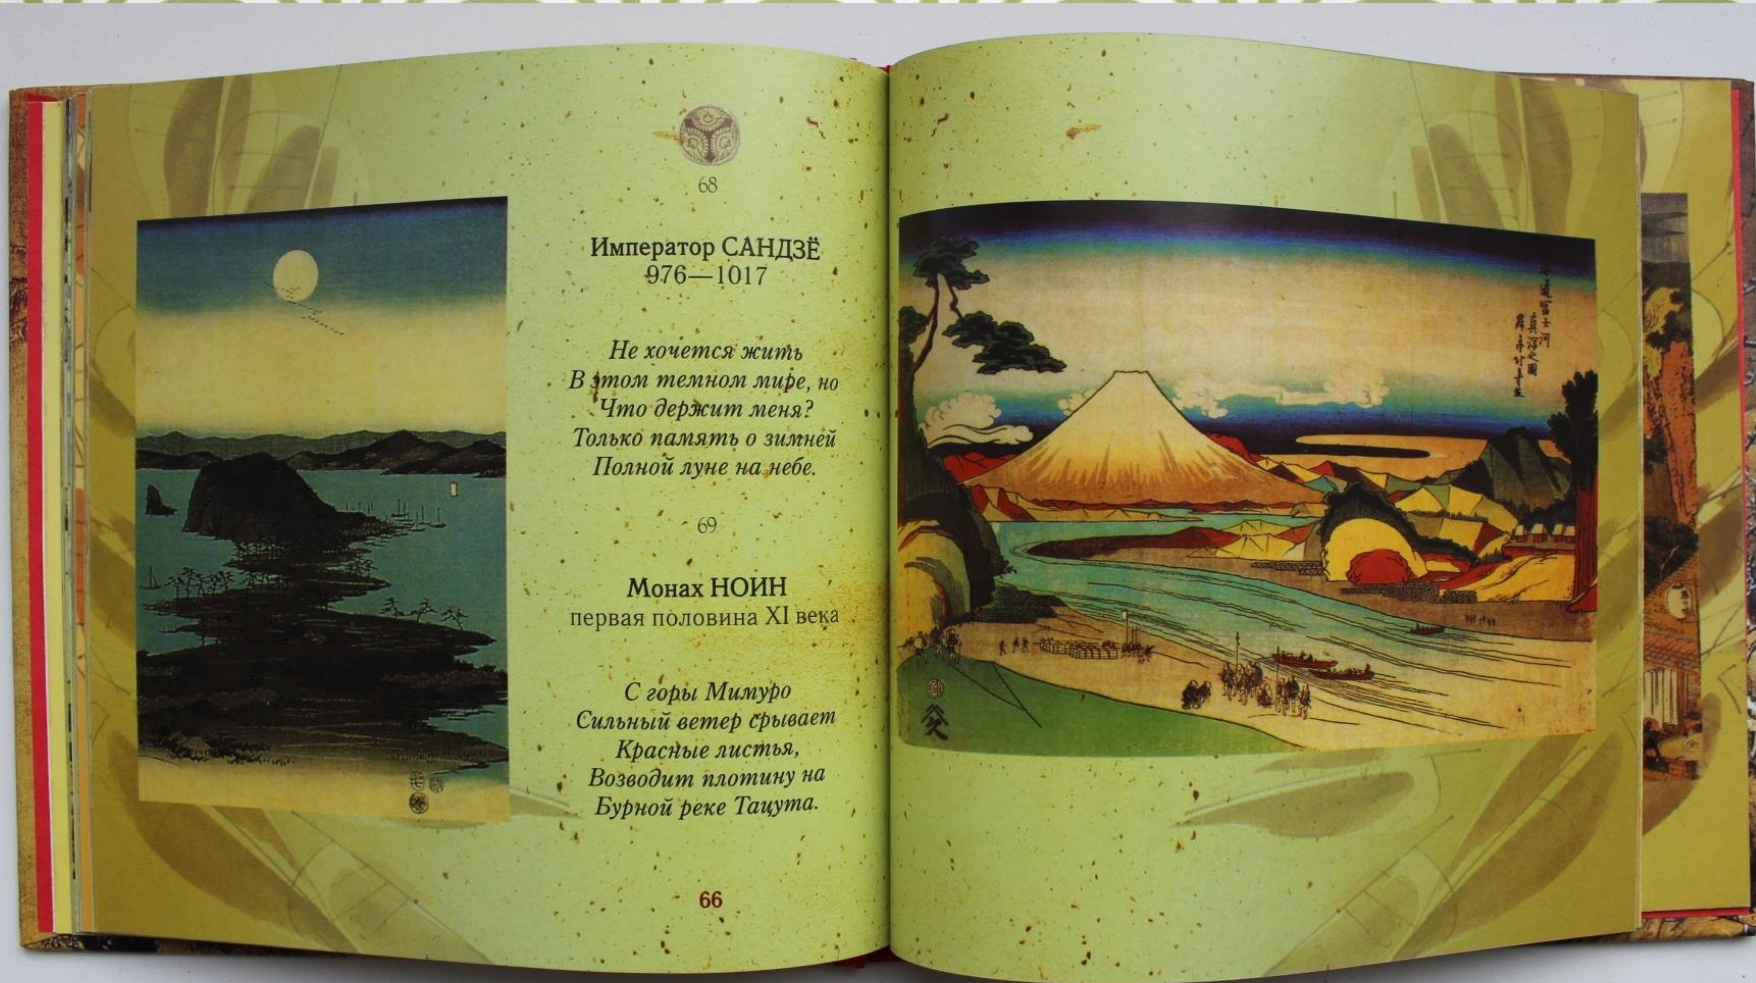 68
Император САНДЗЁ
976—1017
Не хочется жить
В этом темном мире, но
Что держит меня?
Только память о зимней
Полной луне на небе.
69
Монах НОИН
первая половина XI века
С горы Мимуро
Сильный ветер срывает
Красные листья,
Возводит плотину на
Бурной реке Тацута.
66